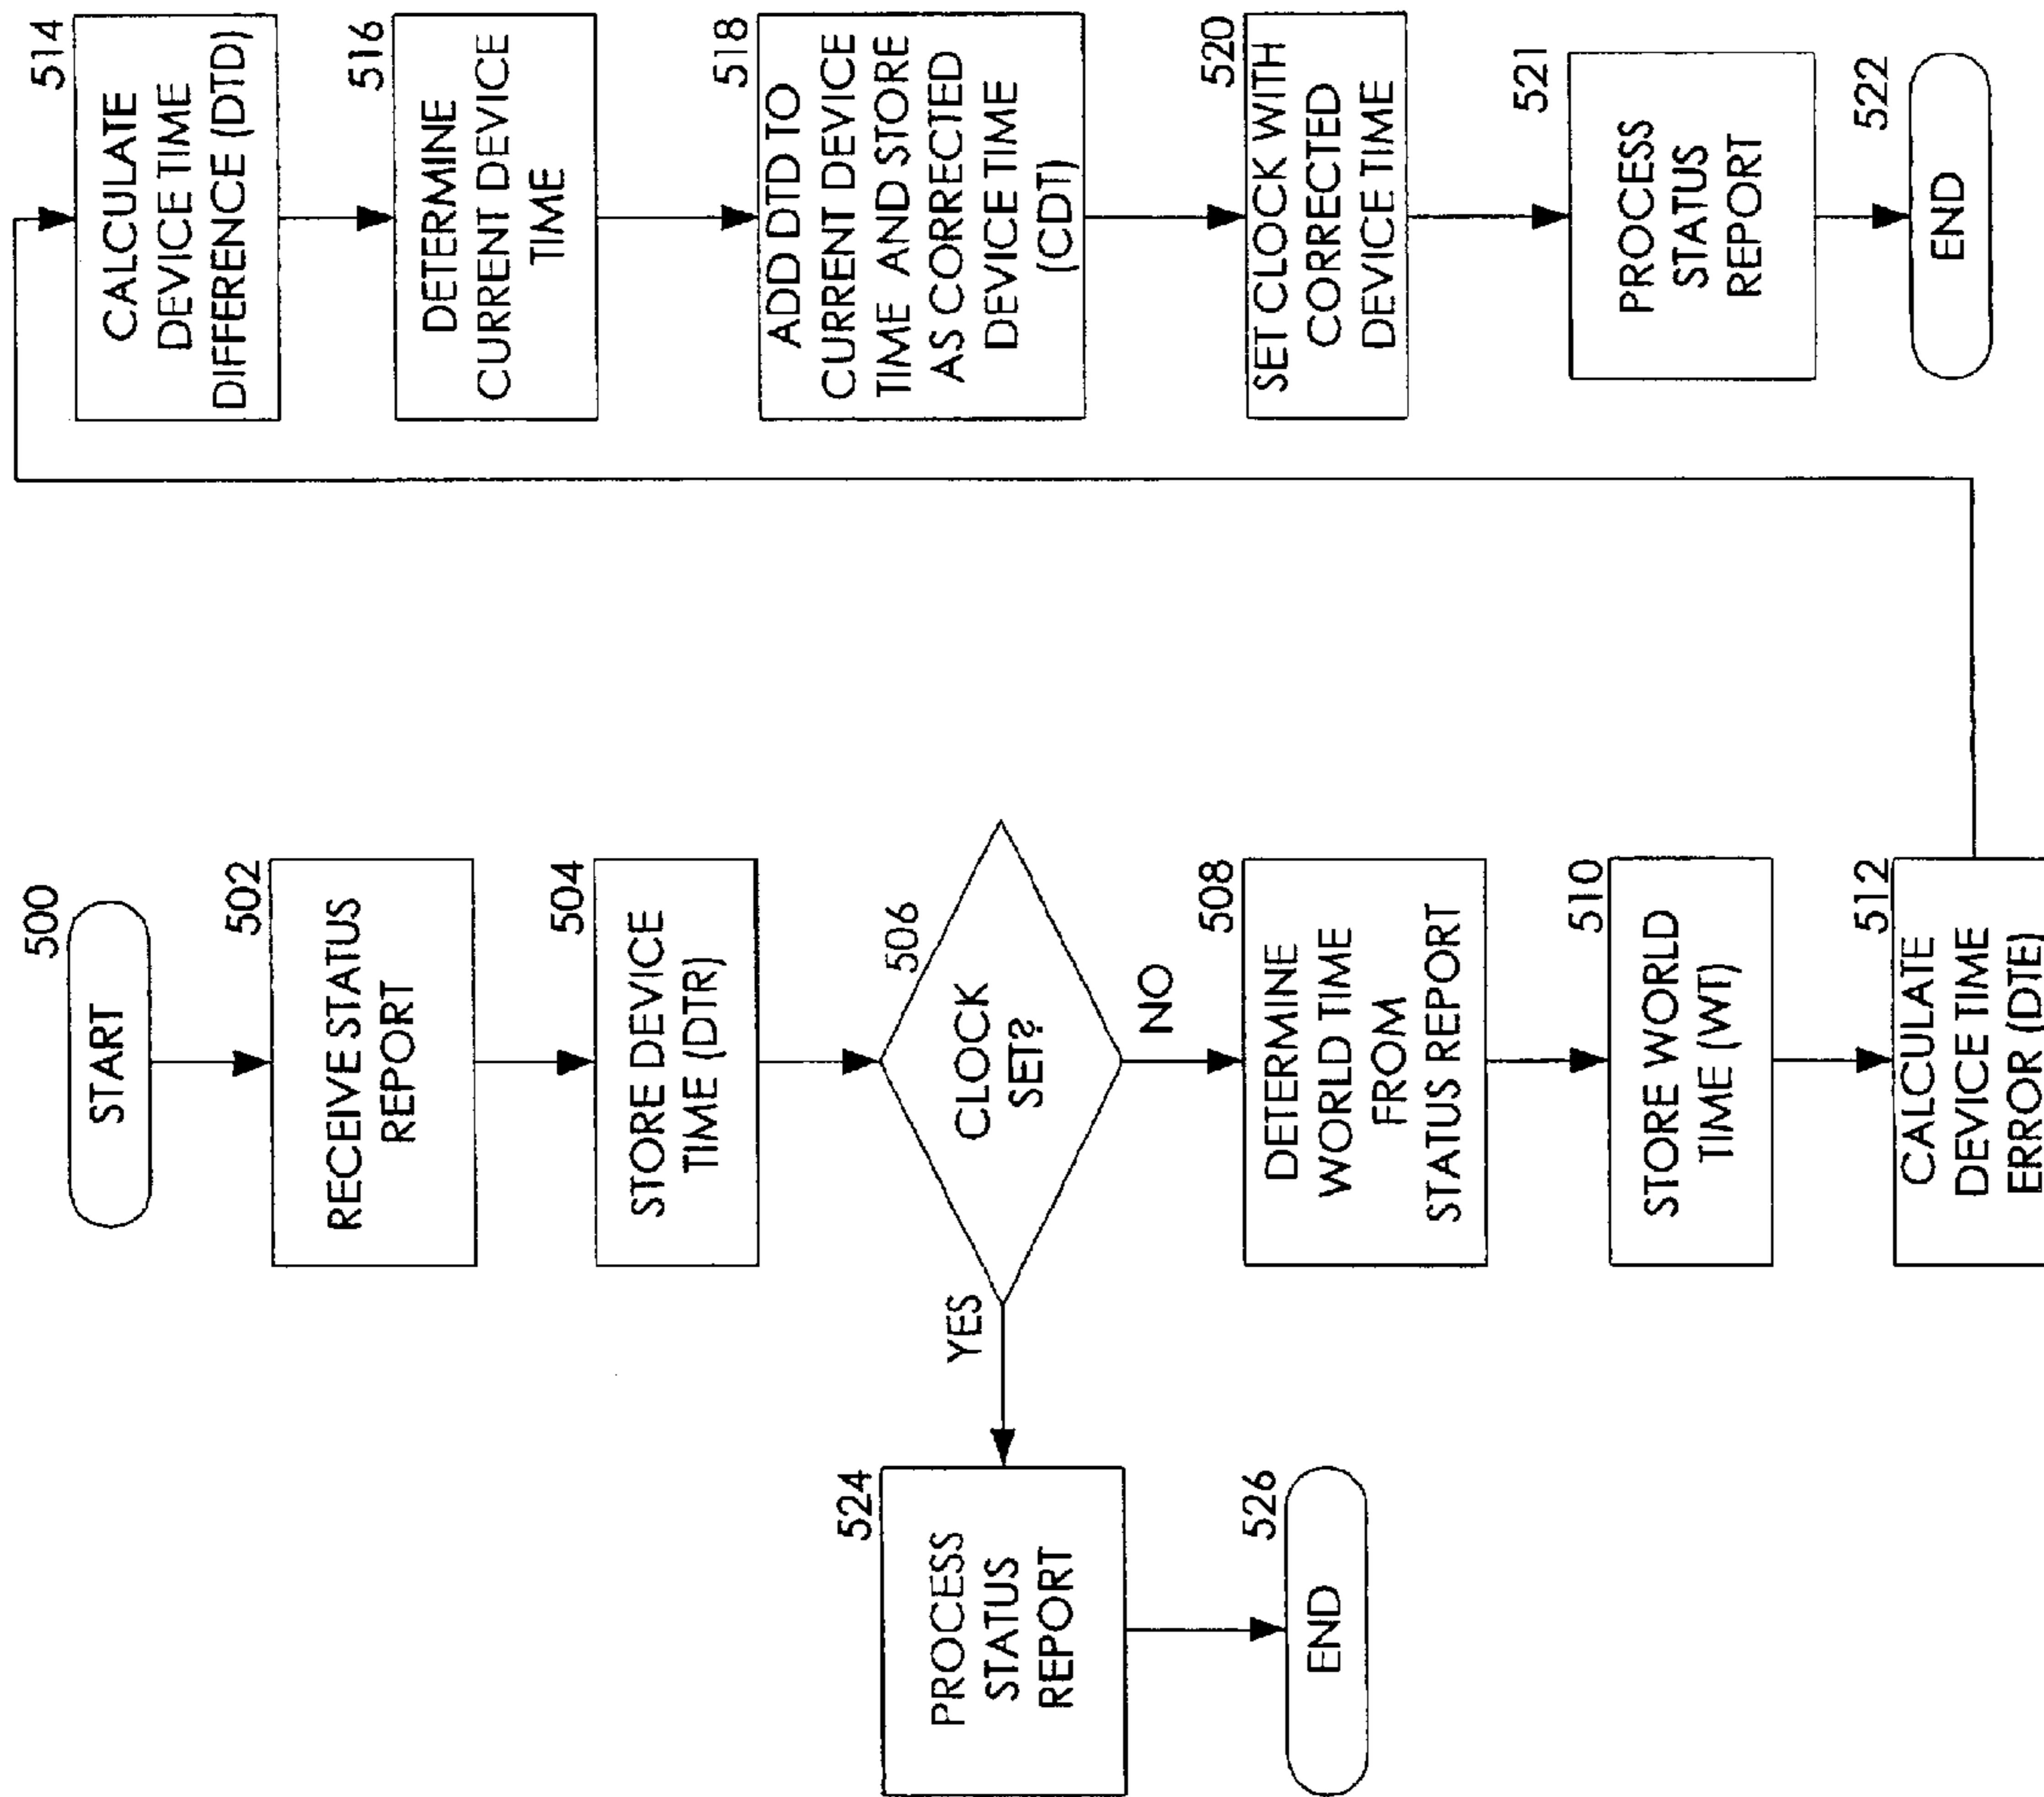 500
START
502
RECEIVE STATUS
REPORT
504
STORE DEVICE
TIME (DTR)
506
CLOCK
SET?
YES
NO
524
PROCESS
STATUS
REPORT
526
END
508
DETERMINE
WORLD TIME
FROM
STATUS REPORT
510
STORE WORLD
TIME (WT)
512
CALCULATE
DEVICE TIME
ERROR (DTE)
514
CALCULATE
DEVICE TIME
DIFFERENCE (DTD)
516
DETERMINE
CURRENT DEVICE
TIME
518
ADD DTD TO
CURRENT DEVICE
TIME AND STORE
AS CORRECTED
DEVICE TIME
(CDT)
520
SET CLOCK WITH
CORRECTED
DEVICE TIME
521
PROCESS
STATUS
REPORT
522
END